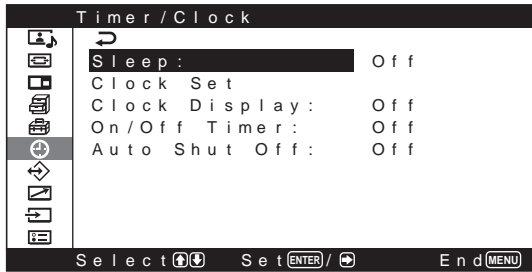 Timer/Clock
Sleep: Off
Clock Set
Clock Display: Off
On/Off Timer: Off
Auto Shut Off: Off
Select Set ENTER / End MENU